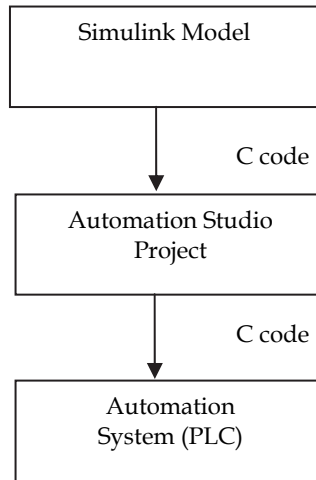 Simulink Model
C code
Automation Studio
Project
C code
Automation
System (PLC)